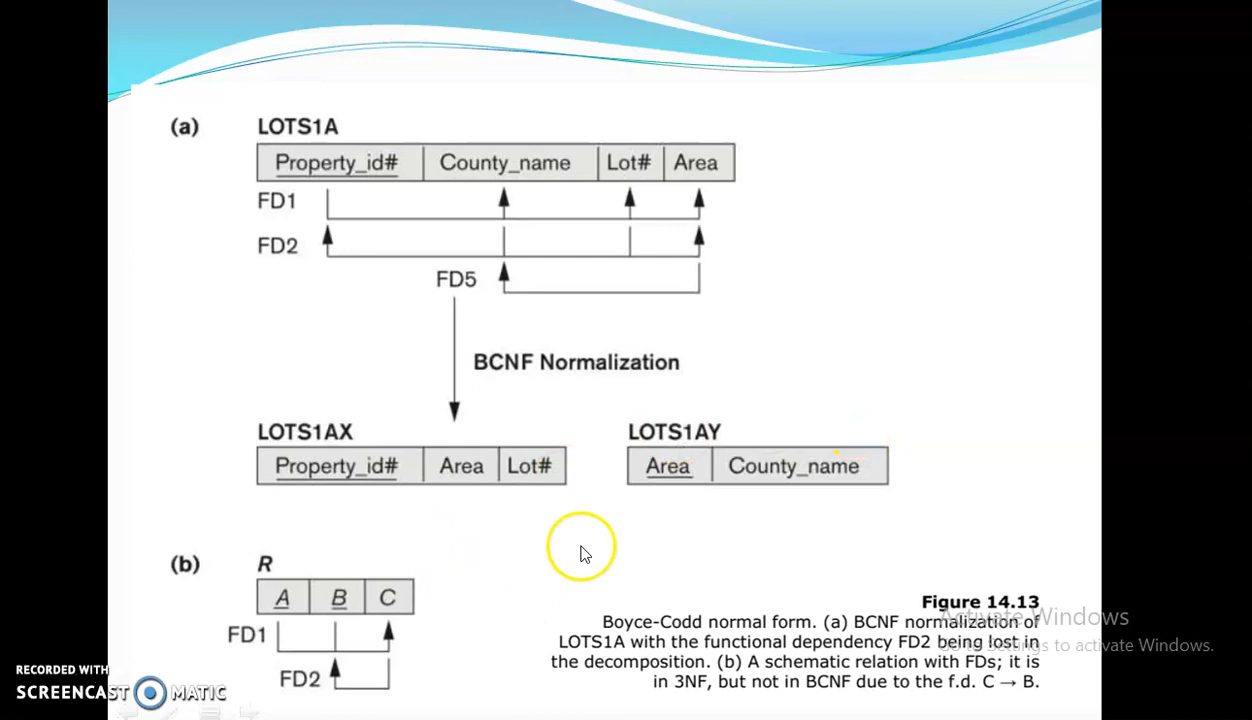 (a) LOTS1A
Property_id# County_name Lot# Area
FD1
FD2
FD5
BCNF Normalization
LOTS1AX LOTS1AY
Property_id# Area Lot# Area County_name
(b) R
A B C
FD1
FD2
Figure 14.13
Boyce-Codd normal form. (a) BCNF normalization of
LOTS1A with the functional dependency FD2 being lost in
the decomposition. (b) A schematic relation with FDs; it is
in 3NF, but not in BCNF due to the f.d. C → B.
Activate Windows
Go to Settings to activate Windows.
RECORDED WITH
SCREENCAST MATIC